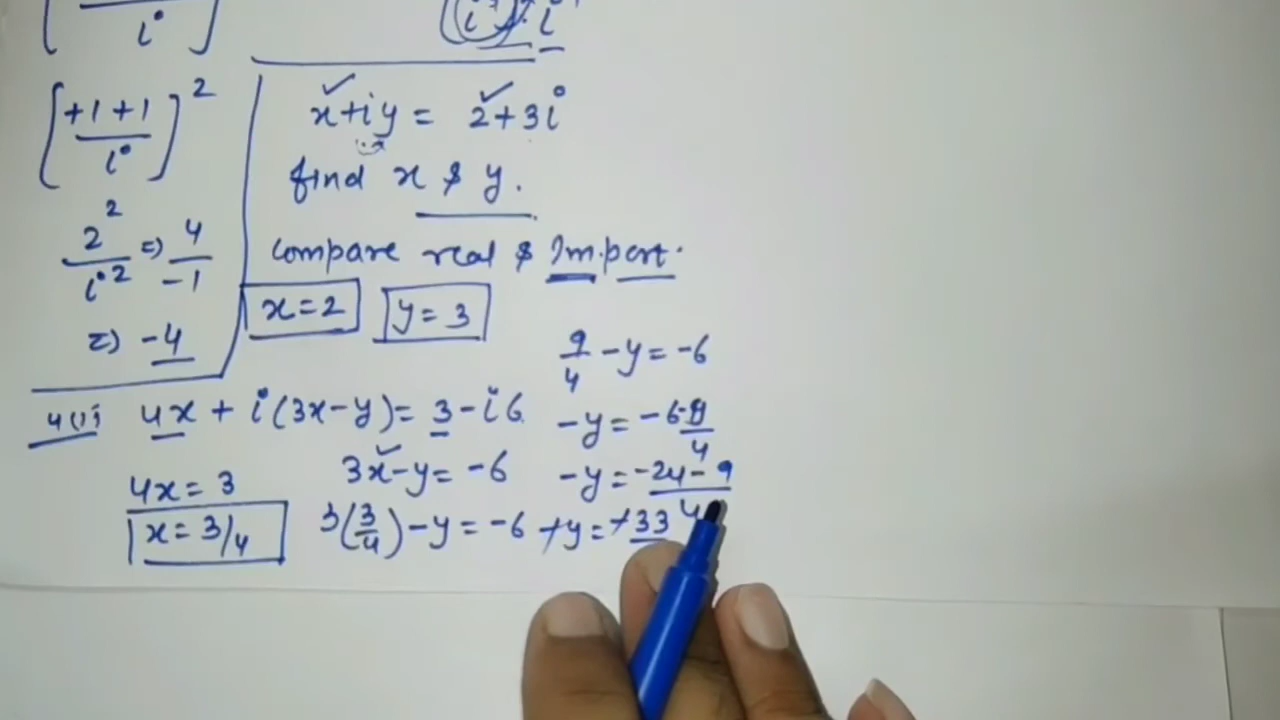 i
i
[(+1+1)/i]²
2²/i² ⇒ 4/-1
⇒ -4
x+iy = 2+3i
find x & y.
Compare real & Im.part.
x=2 y=3
4(i) 4x + i(3x-y) = 3-i6
4x=3
x=3/4
3x-y=-6
3(3/4)-y=-6
9/4 -y=-6
-y=-6-9/4
-y=-24-9/4
-y=-33